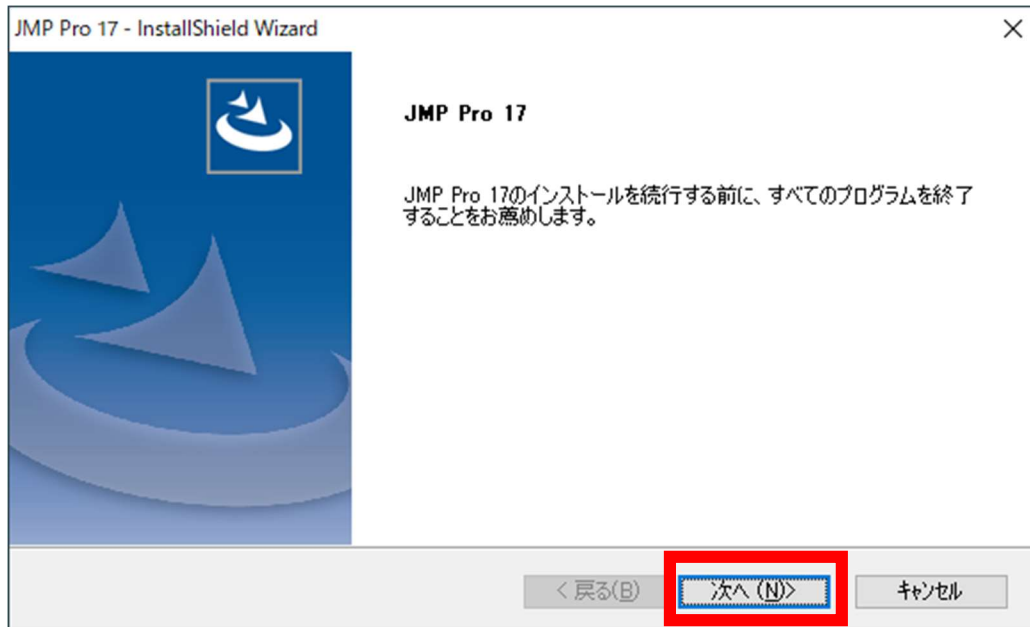 JMP Pro 17 - InstallShield Wizard
JMP Pro 17
JMP Pro 17のインストールを続行する前に、すべてのプログラムを終了
することをお薦めします。
< 戻る(B)
次へ (N)>
キャンセル